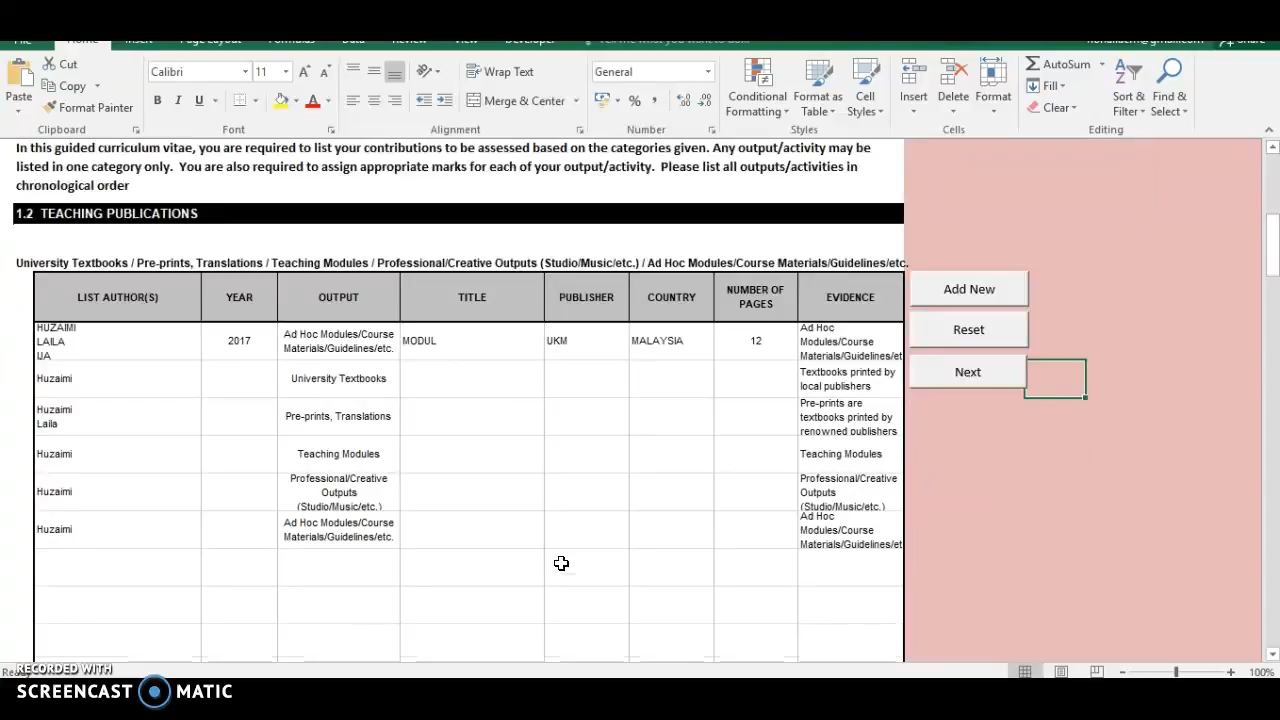 Cut
Copy
Paste
Format Painter
Clipboard
Calibri
11
B I U
Font
Wrap Text
Merge & Center
Alignment
General
Number
Conditional
Formatting
Format as
Table
Cell
Styles
Styles
Insert
Delete
Format
Cells
AutoSum
Fill
Clear
Sort &
Filter
Find &
Select
Editing
In this guided curriculum vitae, you are required to list your contributions to be assessed based on the categories given. Any output/activity may be
listed in one category only. You are also required to assign appropriate marks for each of your output/activity. Please list all outputs/activities in
chronological order
1.2 TEACHING PUBLICATIONS
University Textbooks / Pre-prints, Translations / Teaching Modules / Professional/Creative Outputs (Studio/Music/etc.) / Ad Hoc Modules/Course Materials/Guidelines/etc.
LIST AUTHOR(S)
YEAR
OUTPUT
TITLE
PUBLISHER
COUNTRY
NUMBER OF
PAGES
EVIDENCE
HUZAIMI
LAILA
IJA
2017
Ad Hoc Modules/Course
Materials/Guidelines/etc.
MODUL
UKM
MALAYSIA
12
Ad Hoc
Modules/Course
Materials/Guidelines/et
Huzaimi
University Textbooks
Textbooks printed by
local publishers
Huzaimi
Laila
Pre-prints, Translations
Pre-prints are
textbooks printed by
renowned publishers
Huzaimi
Teaching Modules
Teaching Modules
Huzaimi
Professional/Creative
Outputs
(Studio/Music/etc.)
Professional/Creative
Outputs
(Studio/Music/etc.)
Huzaimi
Ad Hoc Modules/Course
Materials/Guidelines/etc.
Ad Hoc
Modules/Course
Materials/Guidelines/et
Add New
Reset
Next
100%
RECORDED WITH
SCREENCAST MATIC